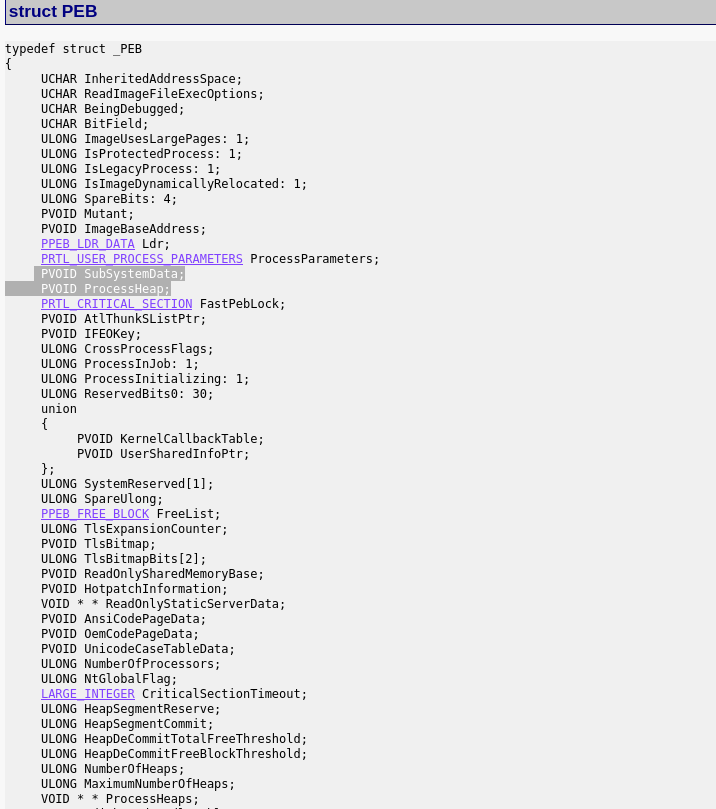 struct PEB
typedef struct _PEB
{
UCHAR InheritedAddressSpace;
UCHAR ReadImageFileExecOptions;
UCHAR BeingDebugged;
UCHAR BitField;
ULONG ImageUsesLargePages: 1;
ULONG IsProtectedProcess: 1;
ULONG IsLegacyProcess: 1;
ULONG IsImageDynamicallyRelocated: 1;
ULONG SpareBits: 4;
PVOID Mutant;
PVOID ImageBaseAddress;
PPEB_LDR_DATA Ldr;
PRTL_USER_PROCESS_PARAMETERS ProcessParameters;
PVOID SubSystemData;
PVOID ProcessHeap;
PRTL_CRITICAL_SECTION FastPebLock;
PVOID AtlThunkSListPtr;
PVOID IFEOKey;
ULONG CrossProcessFlags;
ULONG ProcessInJob: 1;
ULONG ProcessInitializing: 1;
ULONG ReservedBits0: 30;
union
{
PVOID KernelCallbackTable;
PVOID UserSharedInfoPtr;
};
ULONG SystemReserved[1];
ULONG SpareUlong;
PPEB_FREE_BLOCK FreeList;
ULONG TlsExpansionCounter;
PVOID TlsBitmap;
ULONG TlsBitmapBits[2];
PVOID ReadOnlySharedMemoryBase;
PVOID HotpatchInformation;
VOID * * ReadOnlyStaticServerData;
PVOID AnsiCodePageData;
PVOID OemCodePageData;
PVOID UnicodeCaseTableData;
ULONG NumberOfProcessors;
ULONG NtGlobalFlag;
LARGE_INTEGER CriticalSectionTimeout;
ULONG HeapSegmentReserve;
ULONG HeapSegmentCommit;
ULONG HeapDeCommitTotalFreeThreshold;
ULONG HeapDeCommitFreeBlockThreshold;
ULONG NumberOfHeaps;
ULONG MaximumNumberOfHeaps;
VOID * * ProcessHeaps;